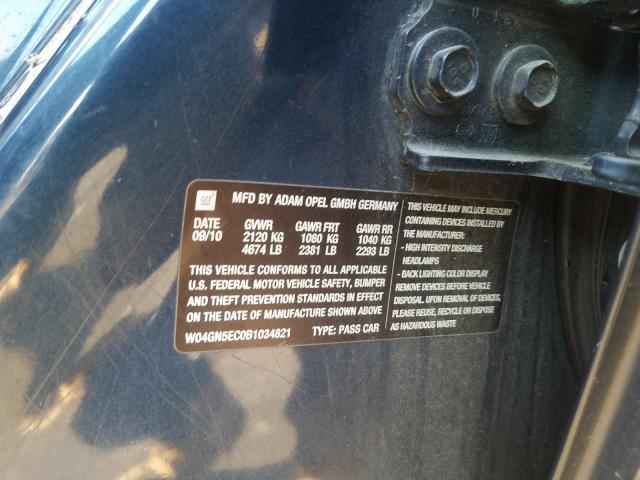 GM
MFD BY ADAM OPEL GMBH GERMANY
DATE GVWR GAWR FRT GAWR RR
09/10 2120 KG 1080 KG 1040 KG
4674 LB 2381 LB 2293 LB
THIS VEHICLE CONFORMS TO ALL APPLICABLE
U.S. FEDERAL MOTOR VEHICLE SAFETY, BUMPER
AND THEFT PREVENTION STANDARDS IN EFFECT
ON THE DATE OF MANUFACTURE SHOWN ABOVE
W04GN5EC0B1034821 TYPE: PASS CAR
THIS VEHICLE MAY INCLUDE MERCURY
CONTAINING DEVICES INSTALLED BY
THE MANUFACTURER:
- HIGH INTENSITY DISCHARGE
HEADLAMPS
- BACK LIGHTING COLOR DISPLAY
REMOVE DEVICES BEFORE VEHICLE
DISPOSAL. UPON REMOVAL OF DEVICES,
PLEASE REUSE, RECYCLE OR DISPOSE
AS HAZARDOUS WASTE